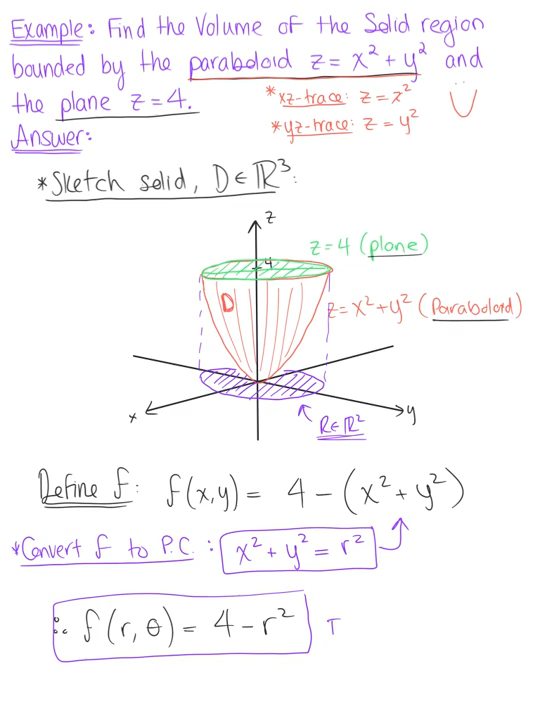 Example: Find the Volume of the Solid region
bounded by the paraboloid z = x² + y² and
the plane z = 4.
*xz-trace: z = x²
*yz-trace: z = y²
Answer:
*Sketch solid, D ∈ ℝ³:
z
4
z = 4 (plane)
D
z = x² + y² (Paraboloid)
x
y
R ∈ ℝ²
Define f: f(x,y) = 4 - (x² + y²)
*Convert f to P.C.: x² + y² = r²
∴ f(r, θ) = 4 - r²